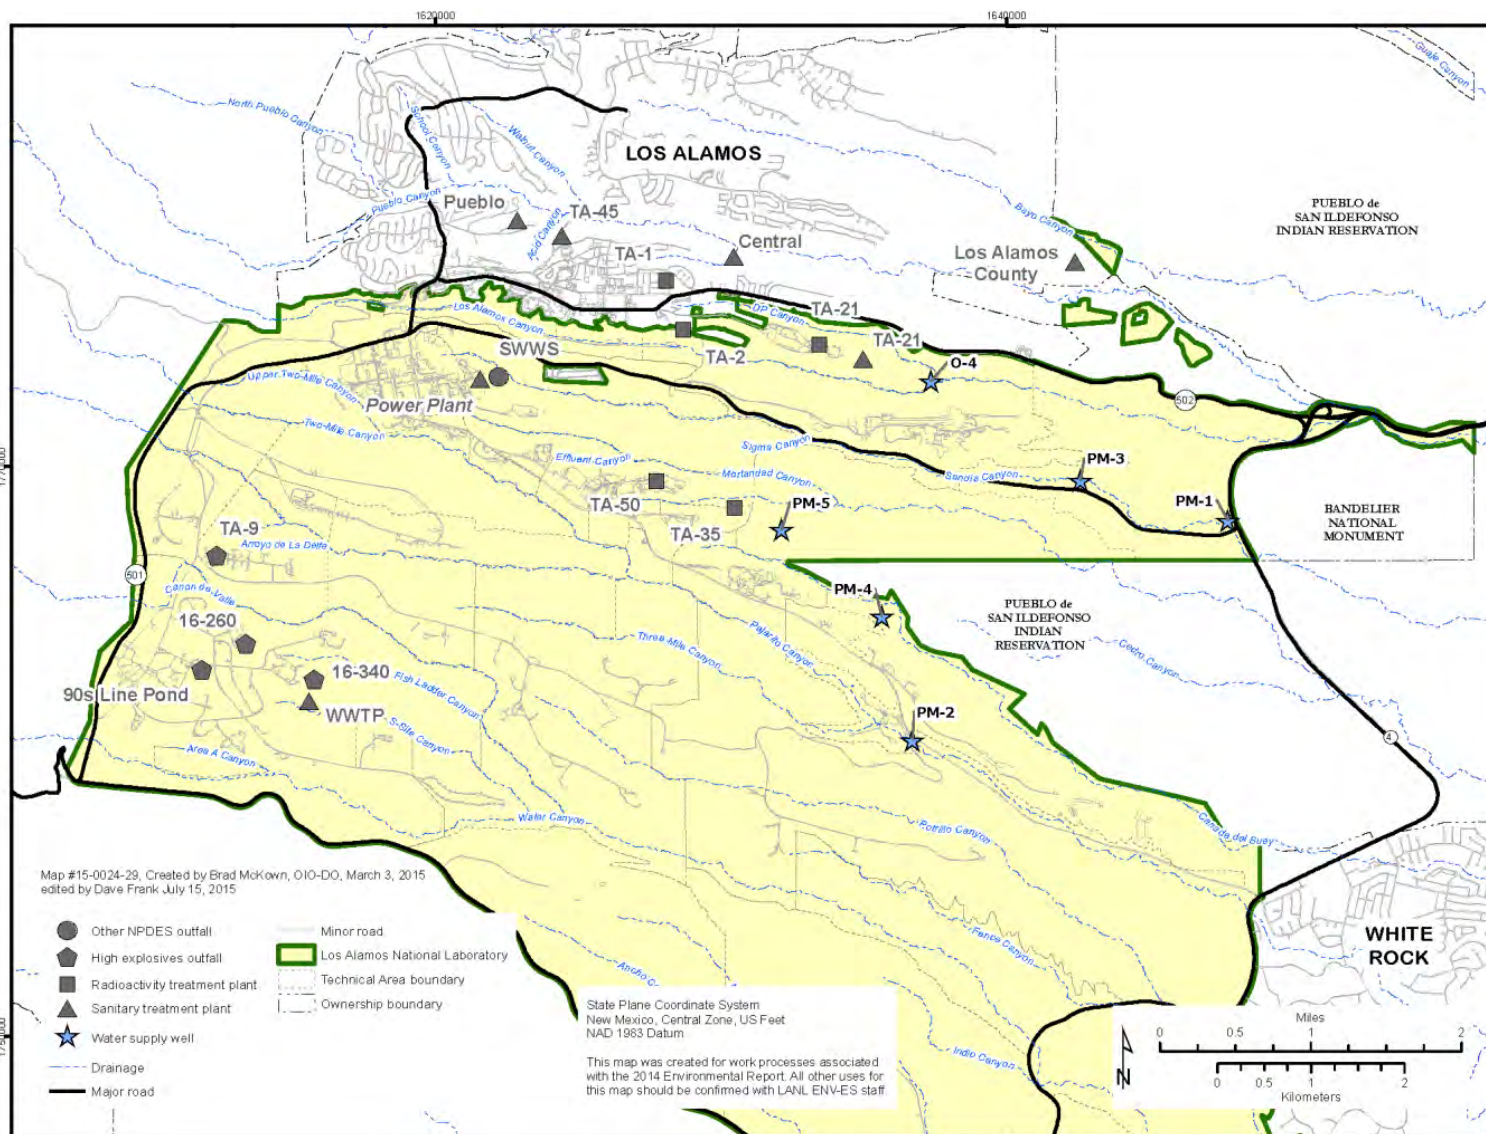 1620000
1640000
Guaje Canyon
North Pueblo Canyon
School Canyon
Walnut Canyon
LOS ALAMOS
Pueblo Canyon
Pueblo
TA-45
Acid Canyon
Bayo Canyon
PUEBLO de
SAN ILDEFONSO
INDIAN RESERVATION
TA-1
Central
Los Alamos
County
Los Alamos Canyon
DP Canyon
TA-21
TA-2
TA-21
SWWS
O-4
Upper Two-Mile Canyon
Power Plant
502
Two-Mile Canyon
Sigma Canyon
Effluent Canyon
Mortandad Canyon
Sandia Canyon
PM-3
1770000
TA-50
TA-35
PM-5
PM-1
BANDELIER
NATIONAL
MONUMENT
TA-9
Arroyo de La Delfe
501
Canon de Valle
PM-4
PUEBLO de
SAN ILDEFONSO
INDIAN
RESERVATION
16-260
Three-Mile Canyon
Pajarito Canyon
Cedro Canyon
90s Line Pond
16-340
Fish Ladder Canyon
WWTP
S-Site Canyon
PM-2
4
Area A Canyon
Water Canyon
Potrillo Canyon
Canada del Buey
Map #15-0024-29, Created by Brad McKown, OIO-DO, March 3, 2015
edited by Dave Frank July 15, 2015
Other NPDES outfall
High explosives outfall
Radioactivity treatment plant
Sanitary treatment plant
Water supply well
Drainage
Major road
Minor road
Los Alamos National Laboratory
Technical Area boundary
Ownership boundary
Fence Canyon
WHITE
ROCK
Ancho C
State Plane Coordinate System
New Mexico, Central Zone, US Feet
NAD 1983 Datum
This map was created for work processes associated
with the 2014 Environmental Report. All other uses for
this map should be confirmed with LANL ENV-ES staff
Indio Canyon
N
Miles
0 0.5 1 2
0 0.5 1 2
Kilometers